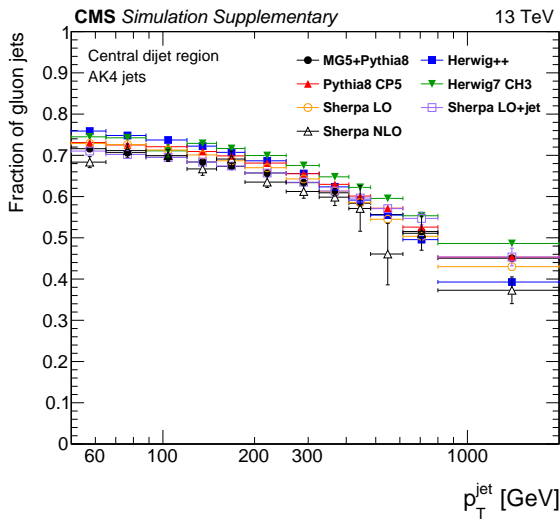 CMS Simulation Supplementary 13 TeV
Central dijet region
AK4 jets
MG5+Pythia8 Herwig++
Pythia8 CP5 Herwig7 CH3
Sherpa LO Sherpa LO+jet
Sherpa NLO
Fraction of gluon jets
1
0.9
0.8
0.7
0.6
0.5
0.4
0.3
0.2
0.1
0
60 100 200 300 1000
p_T^jet [GeV]